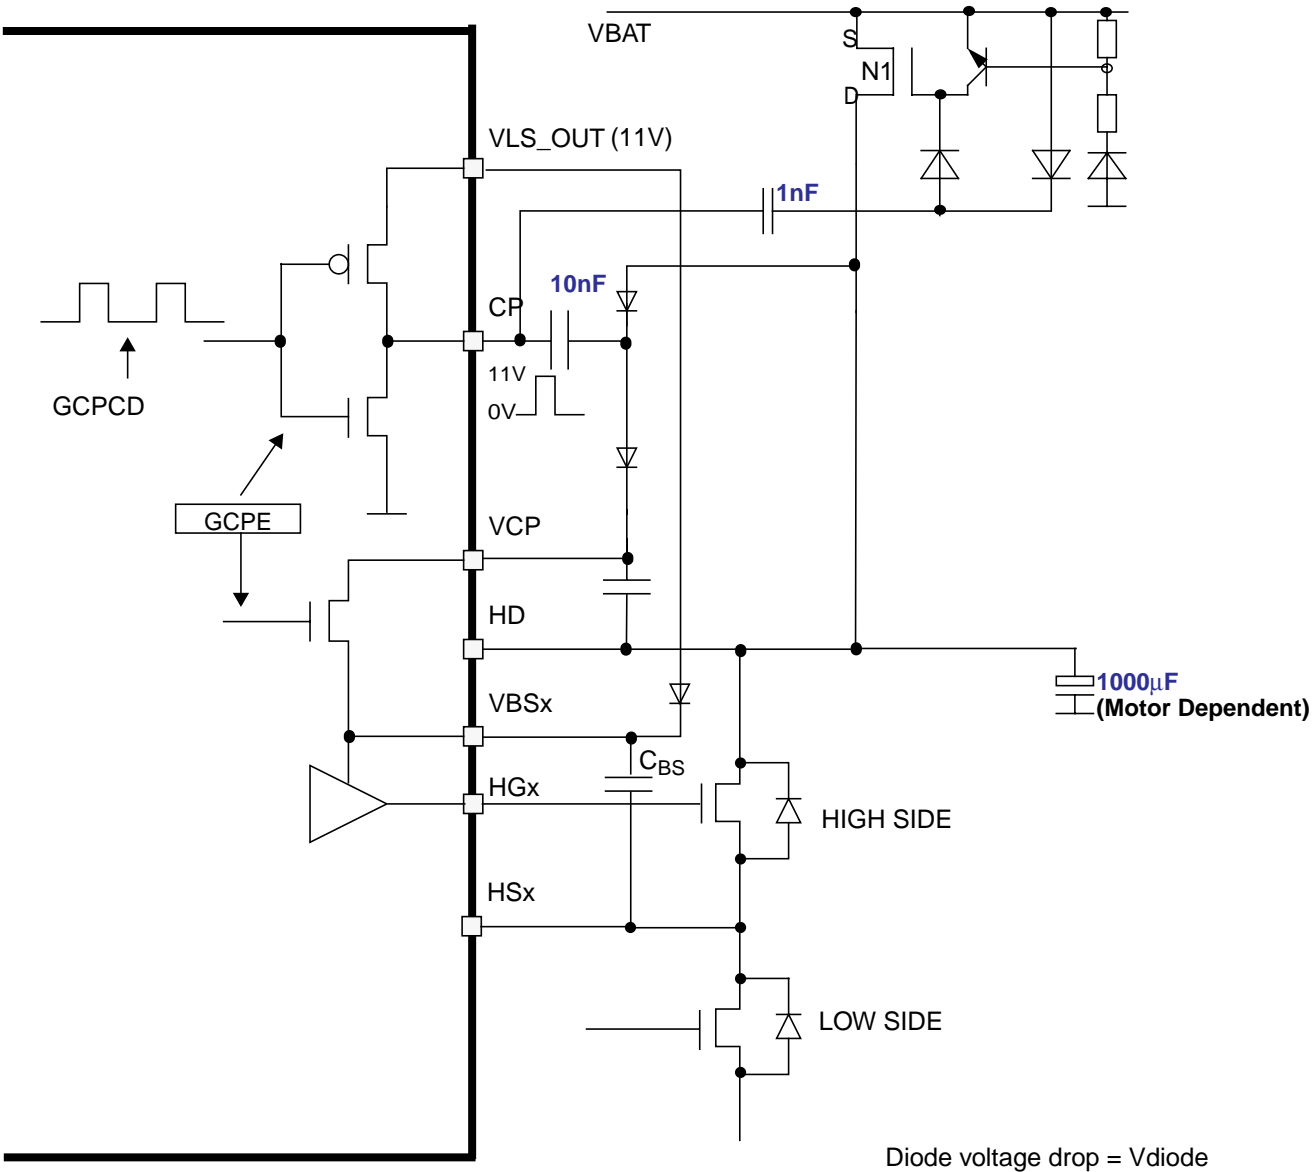 VBAT
S
N1
D
VLS_OUT (11V)
1nF
10nF
CP
11V
0V
GCPCD
GCPE
VCP
HD
1000µF
(Motor Dependent)
VBSx
CBS
HGx
HIGH SIDE
HSx
LOW SIDE
Diode voltage drop = Vdiode